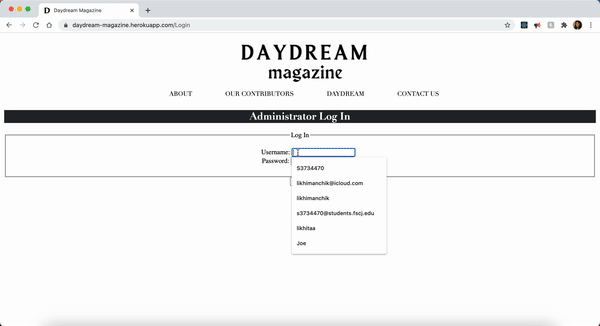 Daydream Magazine
daydream-magazine.herokuapp.com/Login
DAYDREAM
magazine
ABOUT OUR CONTRIBUTORS DAYDREAM CONTACT US
Administrator Log In
Log In
Username:
Password:
S3734470
likhimanchik@icloud.com
likhimanchik
s3734470@students.fscj.edu
likhitaa
Joe